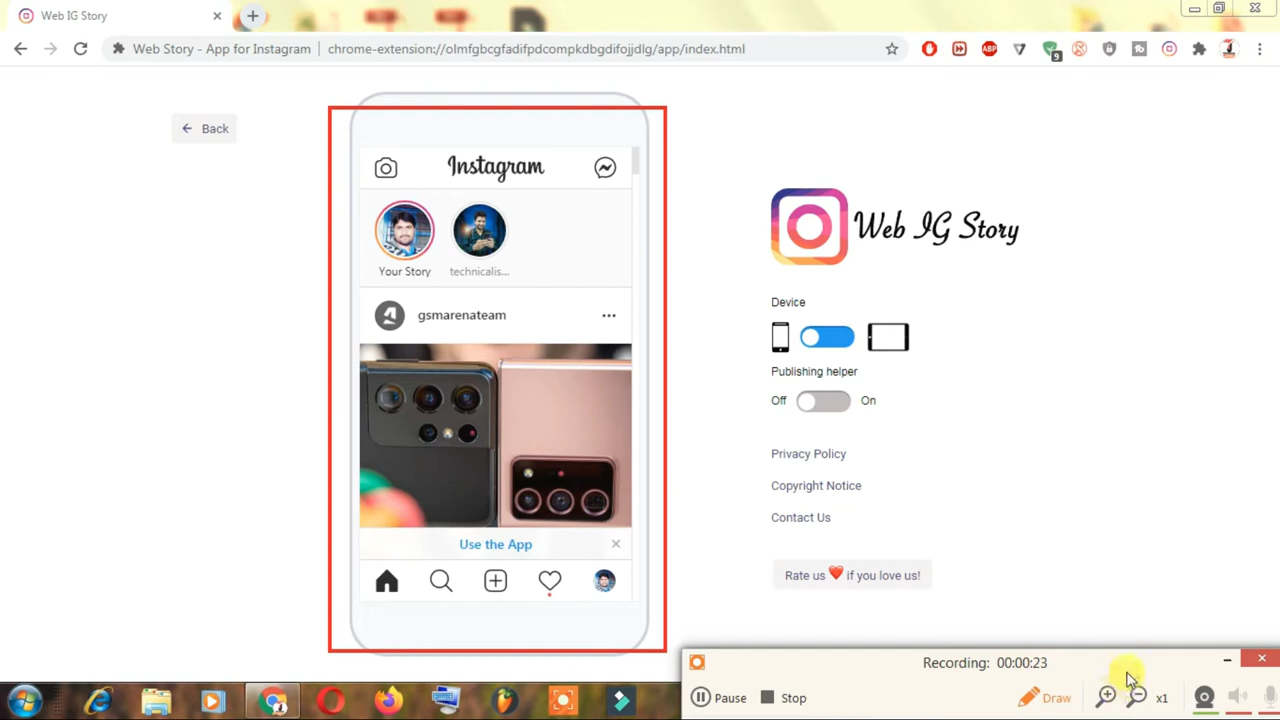 Web IG Story
Web Story - App for Instagram
chrome-extension://olmfgbcgfadifpdcompkdbgdifojjdlg/app/index.html
ABP
9
Back
Instagram
Your Story
technicalis...
gsmarenateam
Use the App
Web IG Story
Device
Publishing helper
Off
On
Privacy Policy
Copyright Notice
Contact Us
Rate us ❤ if you love us!
Recording: 00:00:23
Pause
Stop
Draw
x1